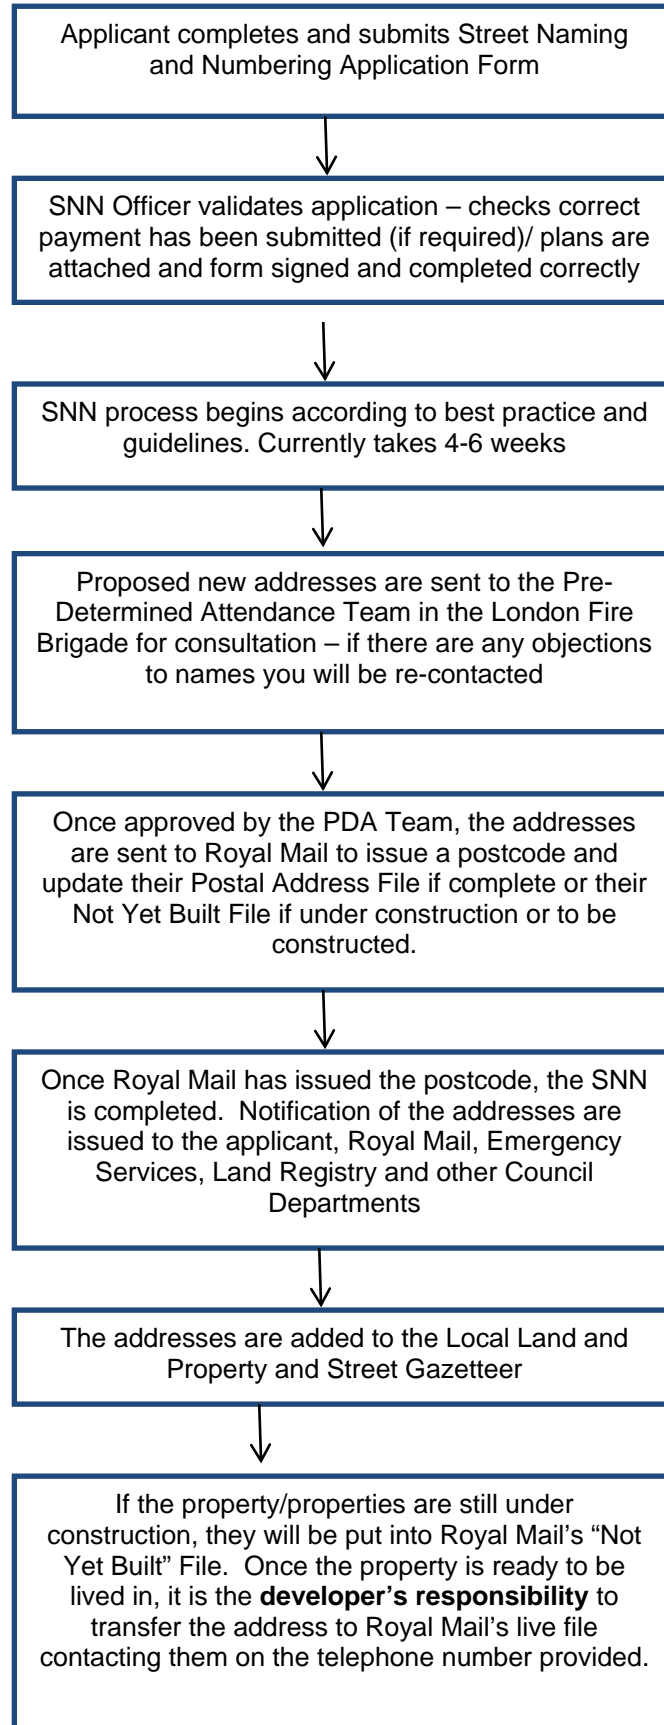 Applicant completes and submits Street Naming
and Numbering Application Form
SNN Officer validates application – checks correct
payment has been submitted (if required)/ plans are
attached and form signed and completed correctly
SNN process begins according to best practice and
guidelines. Currently takes 4-6 weeks
Proposed new addresses are sent to the Pre-
Determined Attendance Team in the London Fire
Brigade for consultation – if there are any objections
to names you will be re-contacted
Once approved by the PDA Team, the addresses
are sent to Royal Mail to issue a postcode and
update their Postal Address File if complete or their
Not Yet Built File if under construction or to be
constructed.
Once Royal Mail has issued the postcode, the SNN
is completed.  Notification of the addresses are
issued to the applicant, Royal Mail, Emergency
Services, Land Registry and other Council
Departments
The addresses are added to the Local Land and
Property and Street Gazetteer
If the property/properties are still under
construction, they will be put into Royal Mail’s “Not
Yet Built” File.  Once the property is ready to be
lived in, it is the developer’s responsibility to
transfer the address to Royal Mail’s live file
contacting them on the telephone number provided.